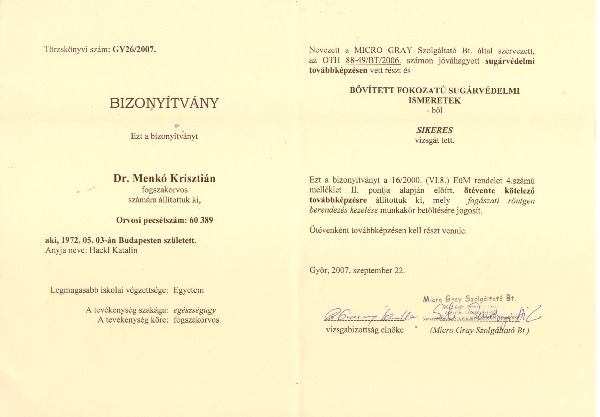 Törzskönyvi szám: GY26/2007.
BIZONYÍTVÁNY
Ezt a bizonyítványt
Dr. Menkó Krisztián
fogszakorvos
számára állítottuk ki,
Orvosi pecsétszám: 60 389
aki, 1972. 05. 03-án Budapesten született.
Anyja neve: Hackl Katalin
Legmagasabb iskolai végzettsége: Egyetem
A tevékenység szakága: egészségügy
A tevékenység köre: fogszakorvos
Nevezett a MICRO GRAY Szolgáltató Bt. által szervezett,
az OTH 88-49/BT/2006. számon jóváhagyott sugárvédelmi
továbbképzésen vett részt és
BŐVÍTETT FOKOZATÚ SUGÁRVÉDELMI
ISMERETEK
- ből
SIKERES
vizsgát tett.
Ezt a bizonyítványt a 16/2000. (VI.8.) EüM rendelet 4.számú
melléklet II. pontja alapján előírt, ötévente kötelező
továbbképzésre állítottuk ki, mely fogászati röntgen
berendezés kezelése munkakör betöltésére jogosít.
Ötévenként továbbképzésen kell részt vennie.
Győr, 2007. szeptember 22.
Micro Gray Szolgáltató Bt.
vizsgabizottság elnöke
(Micro Gray Szolgáltató Bt.)